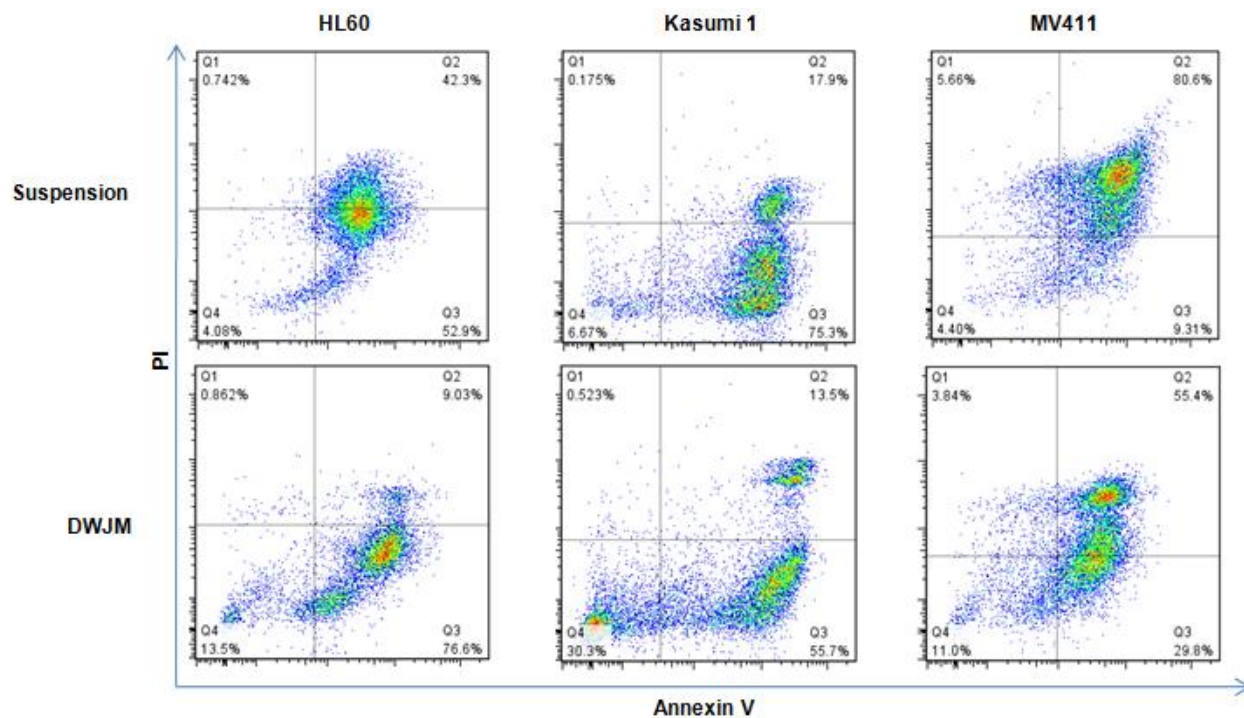 HL60
Kasumi 1
MV411
Suspension
Q1
0.742%
Q2
42.3%
Q4
4.08%
Q3
52.9%
Q1
0.175%
Q2
17.9%
Q4
6.67%
Q3
75.3%
Q1
5.66%
Q2
80.6%
Q4
4.40%
Q3
9.31%
PI
DWJM
Q1
0.862%
Q2
9.03%
Q4
13.5%
Q3
76.6%
Q1
0.523%
Q2
13.5%
Q4
30.3%
Q3
55.7%
Q1
3.84%
Q2
55.4%
Q4
11.0%
Q3
29.8%
Annexin V